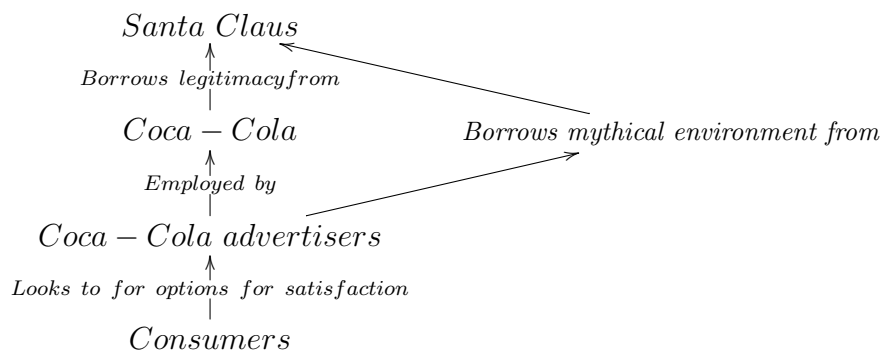 Santa Claus
Borrows legitimacyfrom
Coca − Cola
Borrows mythical environment from
Employed by
Coca − Cola advertisers
Looks to for options for satisfaction
Consumers